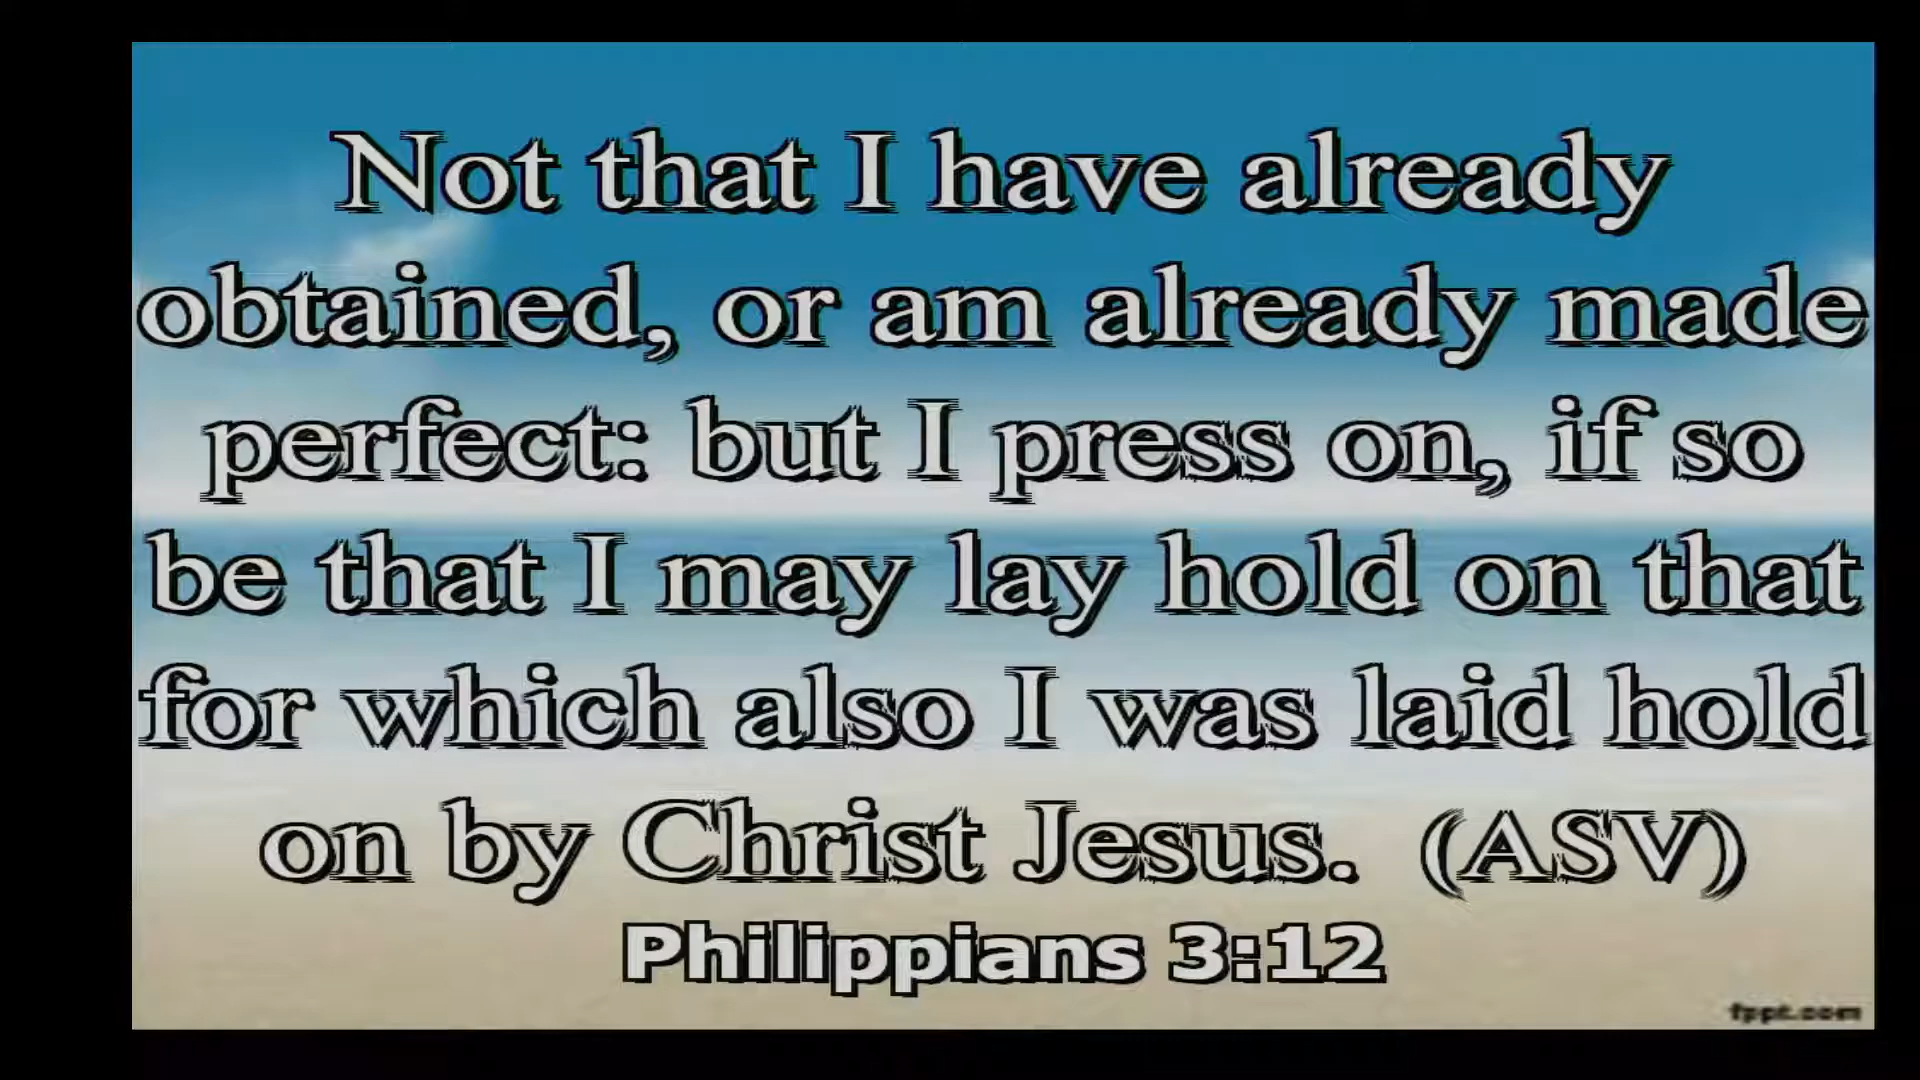 Not that I have already
obtained, or am already made
perfect: but I press on, if so
be that I may lay hold on that
for which also I was laid hold
on by Christ Jesus.  (ASV)
Philippians 3:12
fppt.com